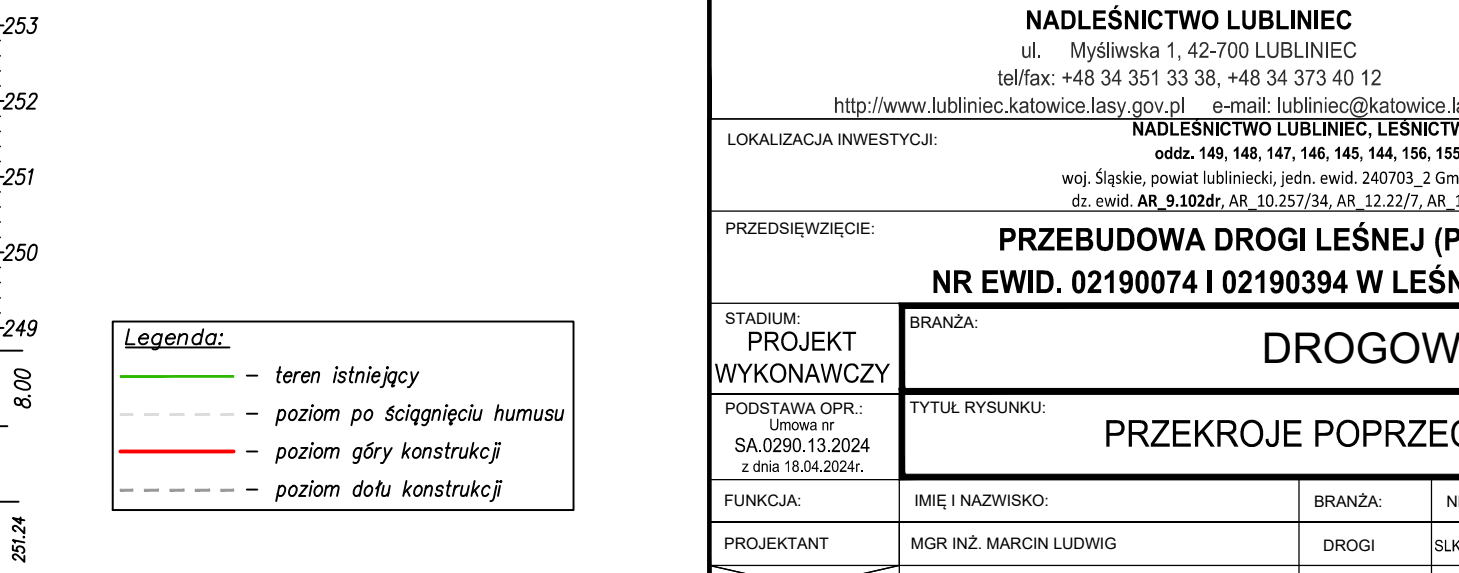 253
252
251
250
249
8.00
251.24
Legenda:
– teren istniejący
– poziom po ściągnięciu humusu
– poziom góry konstrukcji
– poziom dołu konstrukcji
NADLEŚNICTWO LUBLINIEC
ul. Myśliwska 1, 42-700 LUBLINIEC
tel/fax: +48 34 351 33 38, +48 34 373 40 12
http://www.lubliniec.katowice.lasy.gov.pl e-mail: lubliniec@katowice.la
LOKALIZACJA INWESTYCJI:
NADLEŚNICTWO LUBLINIEC, LEŚNICTW
oddz. 149, 148, 147, 146, 145, 144, 156, 155
woj. Śląskie, powiat lubliniecki, jedn. ewid. 240703_2 Gm
dz. ewid. AR_9.102dr, AR_10.257/34, AR_12.22/7, AR_1
PRZEDSIĘWZIĘCIE:
PRZEBUDOWA DROGI LEŚNEJ (P
NR EWID. 02190074 I 02190394 W LEŚN
STADIUM:
PROJEKT
WYKONAWCZY
BRANŻA:
DROGOW
PODSTAWA OPR.:
Umowa nr
SA.0290.13.2024
z dnia 18.04.2024r.
TYTUŁ RYSUNKU:
PRZEKROJE POPRZEC
FUNKCJA: IMIĘ I NAZWISKO: BRANŻA: N
PROJEKTANT MGR INŻ. MARCIN LUDWIG DROGI SLK